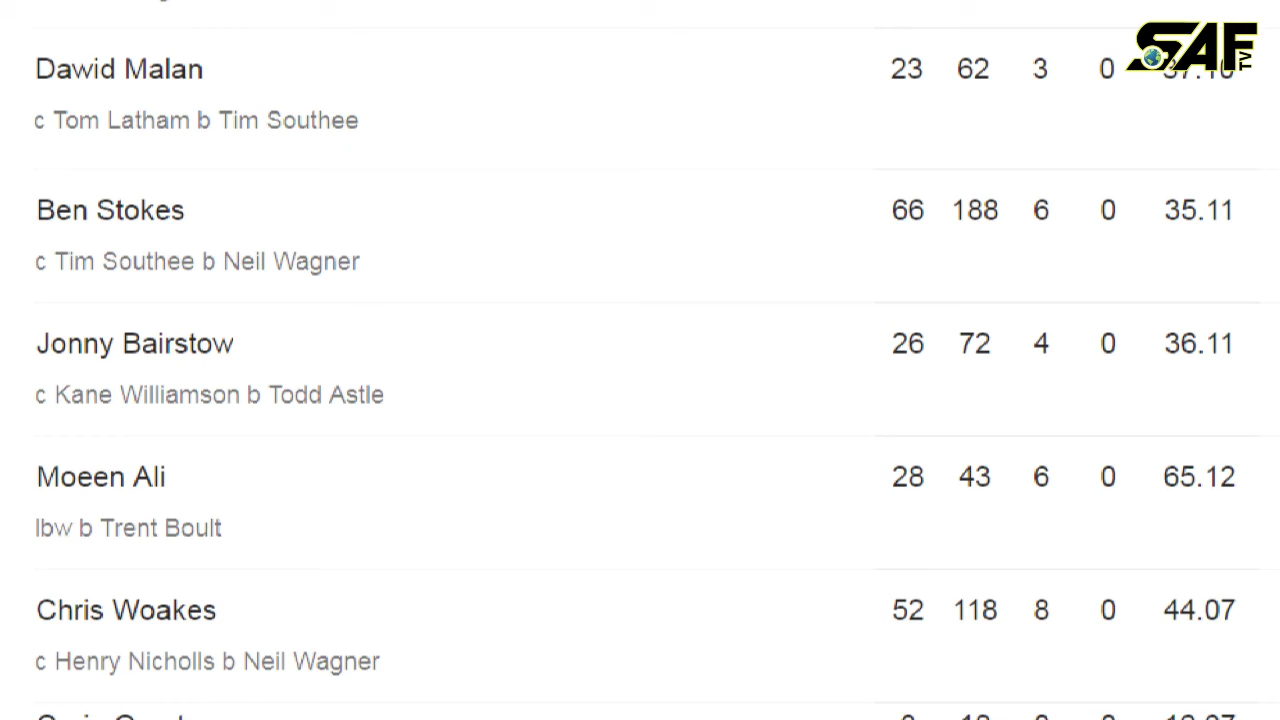 SAF TV
Dawid Malan 23 62 3 0
c Tom Latham b Tim Southee
Ben Stokes 66 188 6 0 35.11
c Tim Southee b Neil Wagner
Jonny Bairstow 26 72 4 0 36.11
c Kane Williamson b Todd Astle
Moeen Ali 28 43 6 0 65.12
lbw b Trent Boult
Chris Woakes 52 118 8 0 44.07
c Henry Nicholls b Neil Wagner